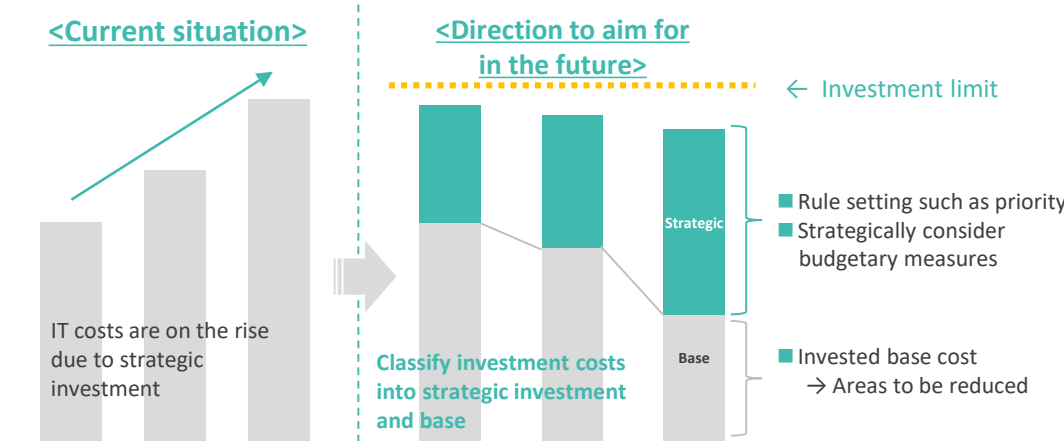 <Current situation>
<Direction to aim for
in the future>
← Investment limit
Strategic
■ Rule setting such as priority
■ Strategically consider
budgetary measures
IT costs are on the rise
due to strategic
investment
Classify investment costs
into strategic investment
and base
Base
■ Invested base cost
→ Areas to be reduced